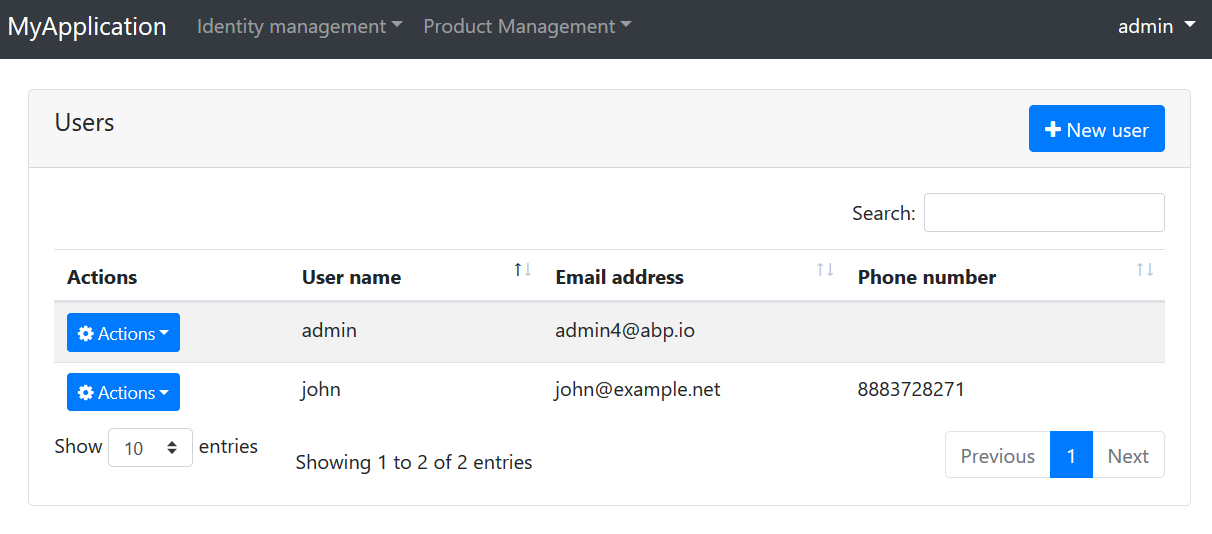 MyApplication Identity management Product Management admin
Users
New user
Search:
Actions User name Email address Phone number
Actions admin admin4@abp.io
Actions john john@example.net 8883728271
Show 10 entries
Showing 1 to 2 of 2 entries
Previous 1 Next